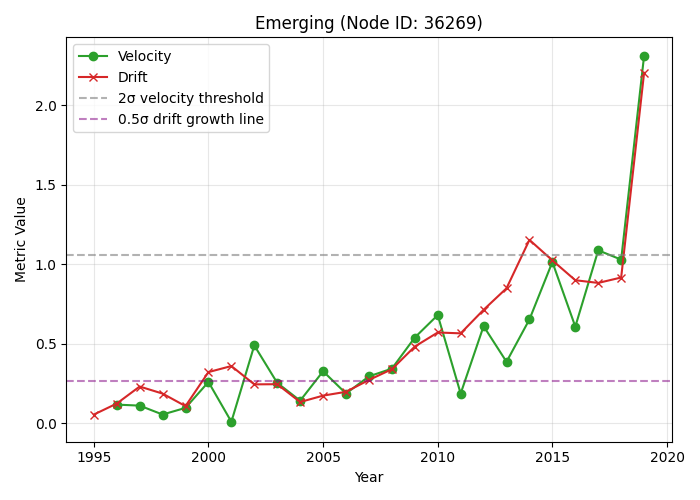 Emerging (Node ID: 36269)
Velocity
Drift
2σ velocity threshold
0.5σ drift growth line
Metric Value
2.0
1.5
1.0
0.5
0.0
1995 2000 2005 2010 2015 2020
Year